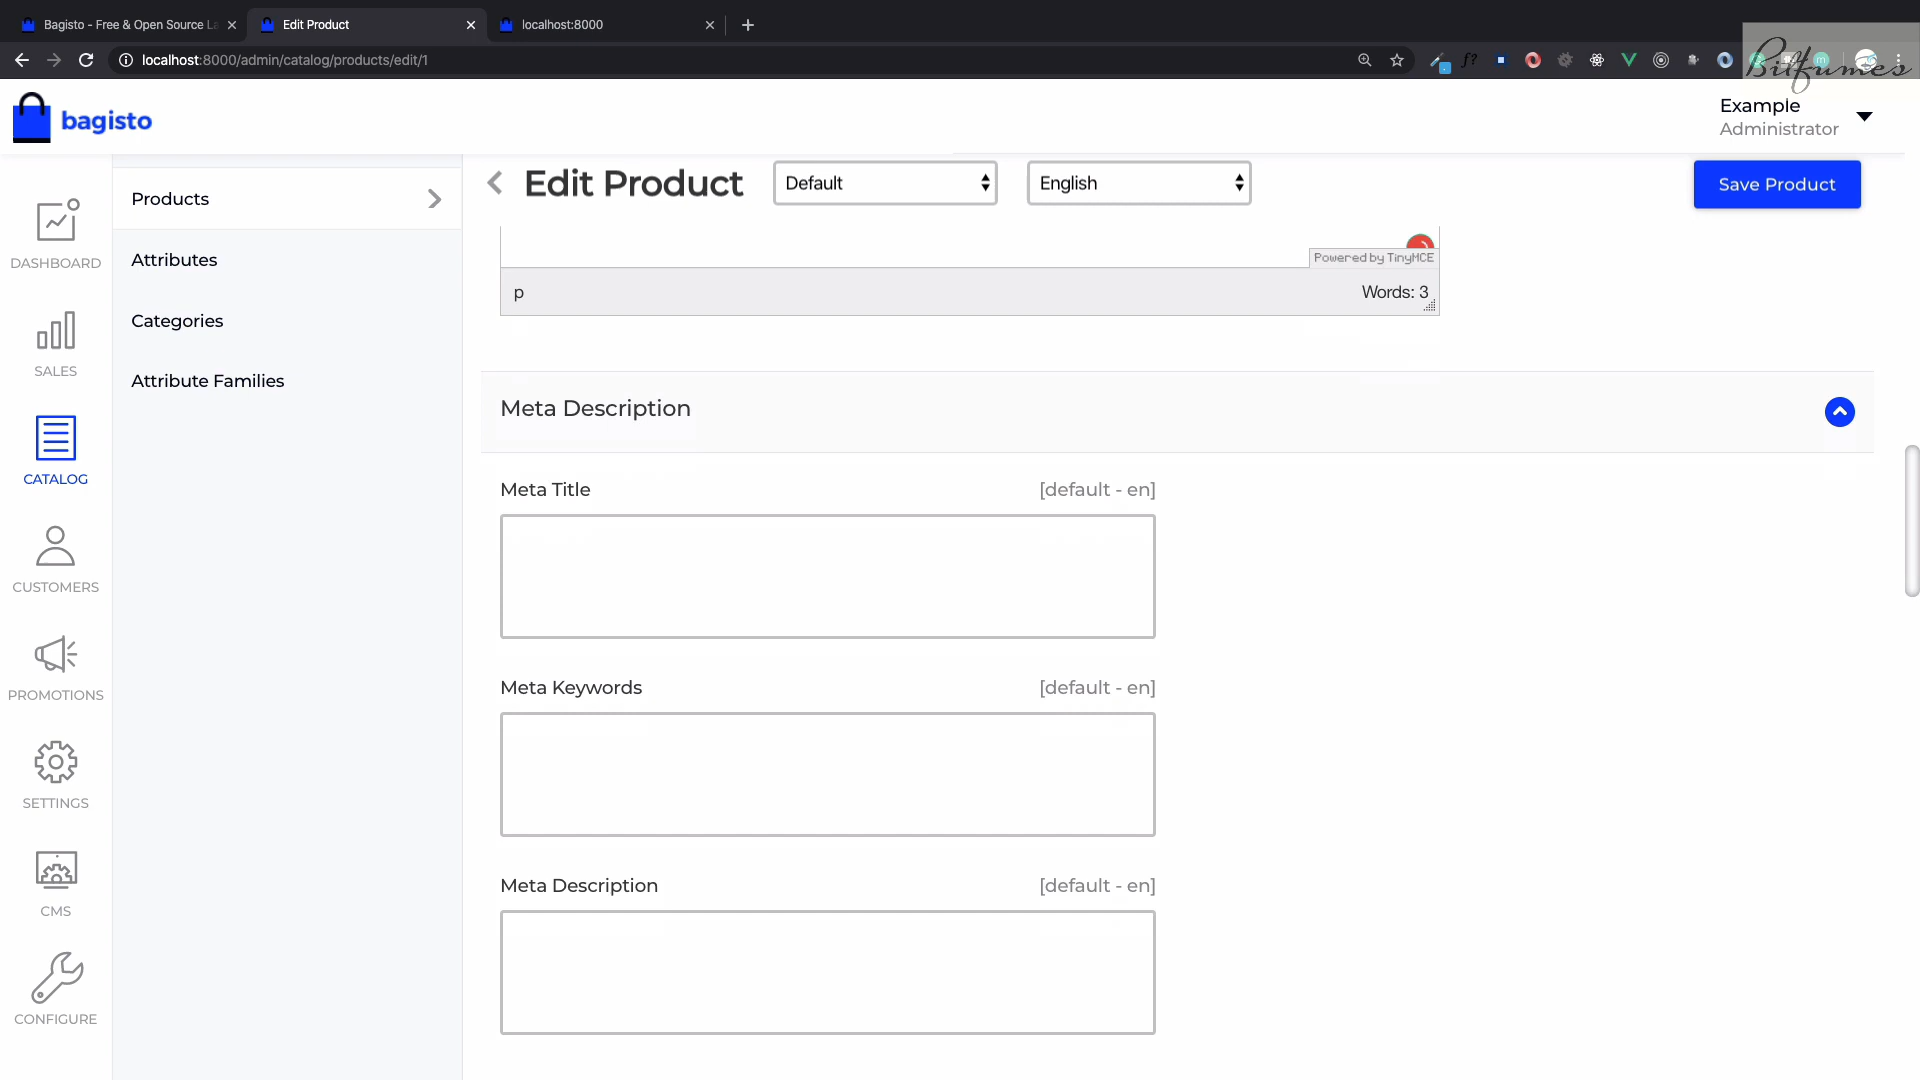 Bagisto - Free & Open Source La
Edit Product
localhost:8000
localhost:8000/admin/catalog/products/edit/1
f?
m
Bitfumes
bagisto
Example
Administrator
DASHBOARD
SALES
CATALOG
CUSTOMERS
PROMOTIONS
SETTINGS
CMS
CONFIGURE
Products
Attributes
Categories
Attribute Families
Edit Product
Default
English
Save Product
Powered by TinyMCE
p
Words: 3
Meta Description
Meta Title
[default - en]
Meta Keywords
[default - en]
Meta Description
[default - en]